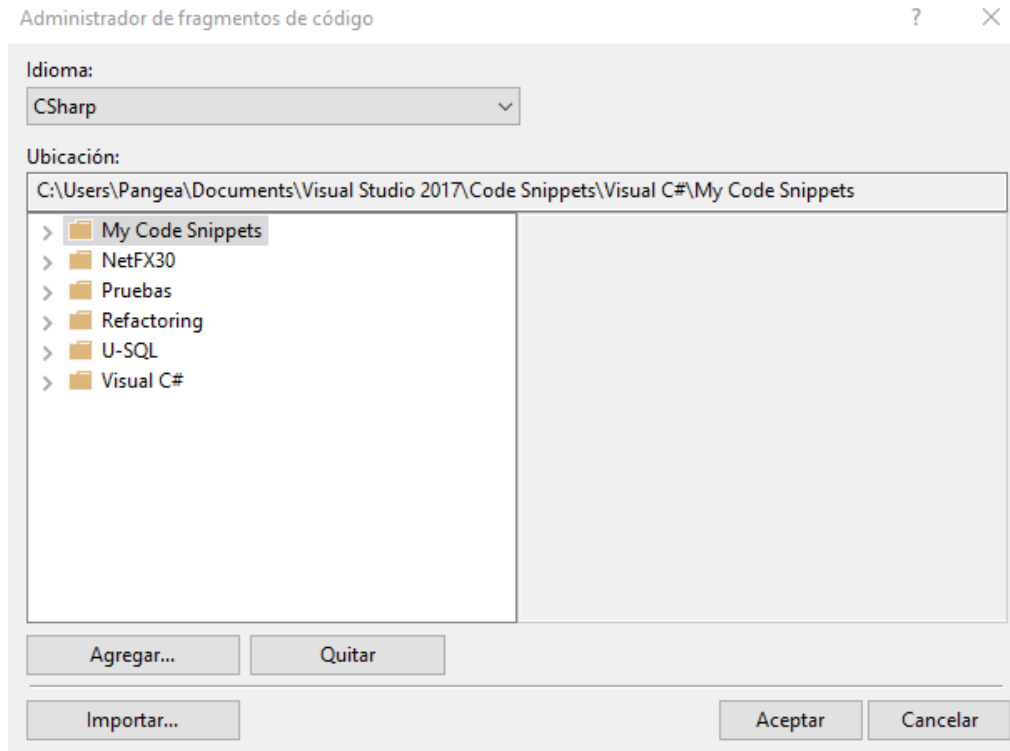 Administrador de fragmentos de código ?
Idioma:
CSharp
Ubicación:
C:\Users\Pangea\Documents\Visual Studio 2017\Code Snippets\Visual C#\My Code Snippets
My Code Snippets
NetFX30
Pruebas
Refactoring
U-SQL
Visual C#
Agregar... Quitar
Importar... Aceptar Cancelar